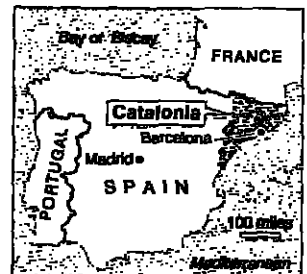 Bay of Biscay
FRANCE
Catalonia
Barcelona
PORTUGAL
Madrid
SPAIN
100 miles
Mediterranean